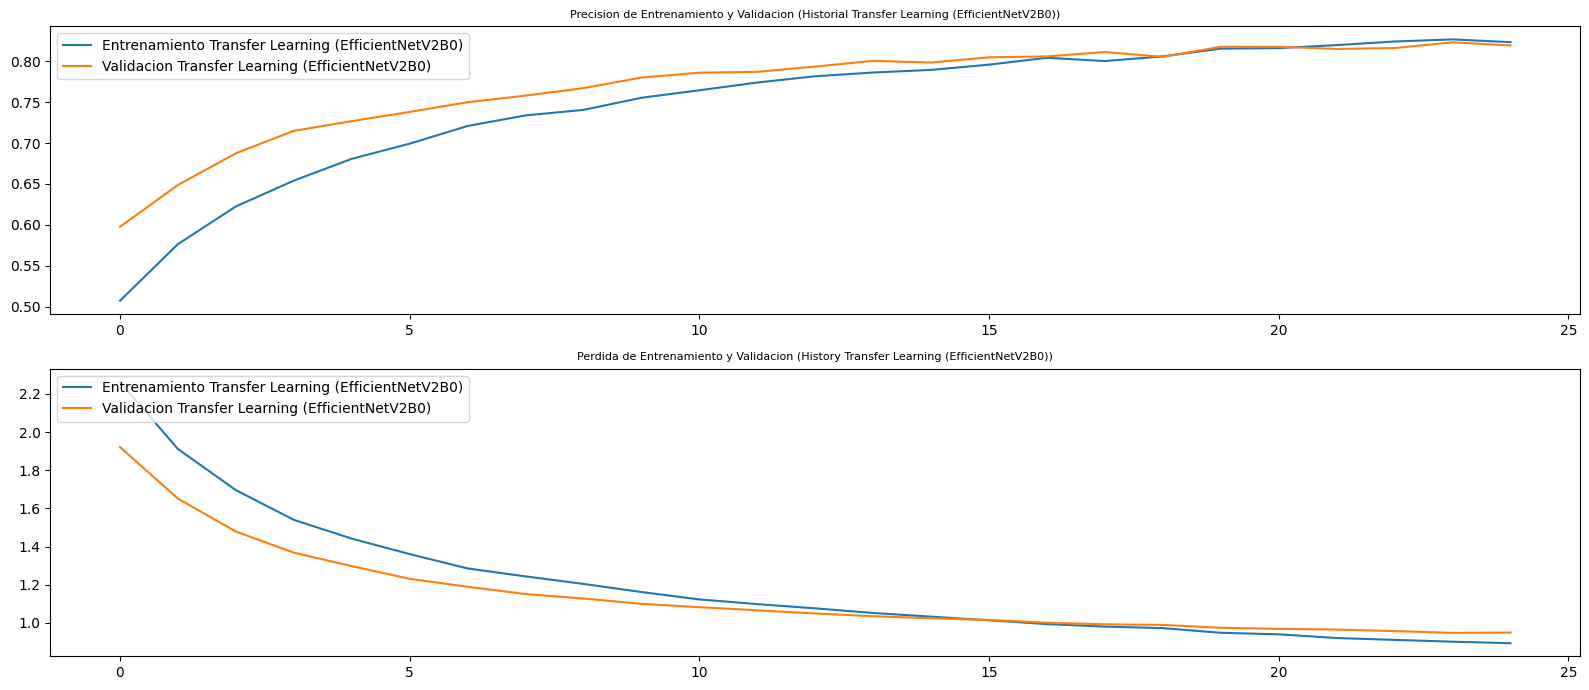 Precision de Entrenamiento y Validacion (Historial Transfer Learning (EfficientNetV2B0))
Entrenamiento Transfer Learning (EfficientNetV2B0)
Validacion Transfer Learning (EfficientNetV2B0)
0.80
0.75
0.70
0.65
0.60
0.55
0.50
0 5 10 15 20 25
Perdida de Entrenamiento y Validacion (History Transfer Learning (EfficientNetV2B0))
Entrenamiento Transfer Learning (EfficientNetV2B0)
Validacion Transfer Learning (EfficientNetV2B0)
2.2
2.0
1.8
1.6
1.4
1.2
1.0
0 5 10 15 20 25